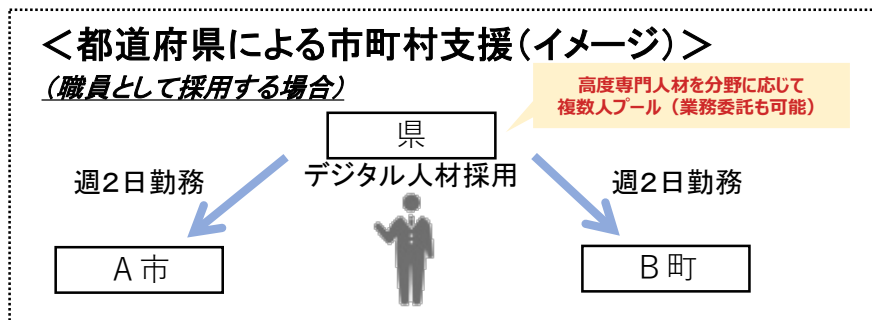 ＜都道府県による市町村支援（イメージ）＞
（職員として採用する場合）
高度専門人材を分野に応じて
複数人プール（業務委託も可能）
県
デジタル人材採用
週２日勤務
週２日勤務
Ａ市
Ｂ町